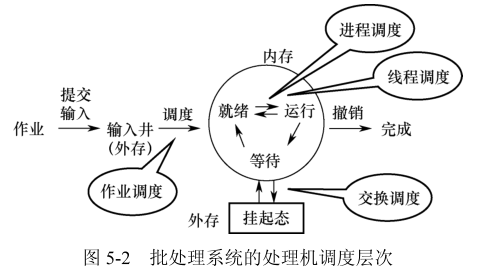 进程调度
内存
线程调度
提交
输入
调度
就绪
运行
撤销
作业
输入井
(外存)
完成
等待
作业调度
交换调度
外存
挂起态
图 5-2 批处理系统的处理机调度层次